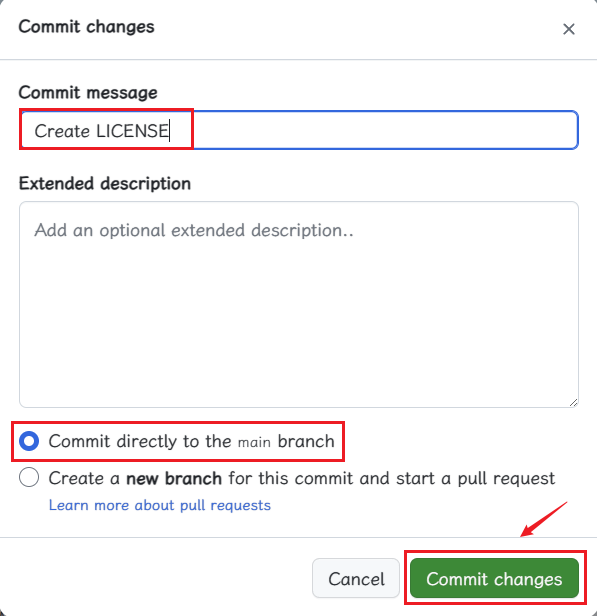 Commit changes
Commit message
Create LICENSE
Extended description
Add an optional extended description..
Commit directly to the main branch
Create a new branch for this commit and start a pull request
Learn more about pull requests
Cancel
Commit changes